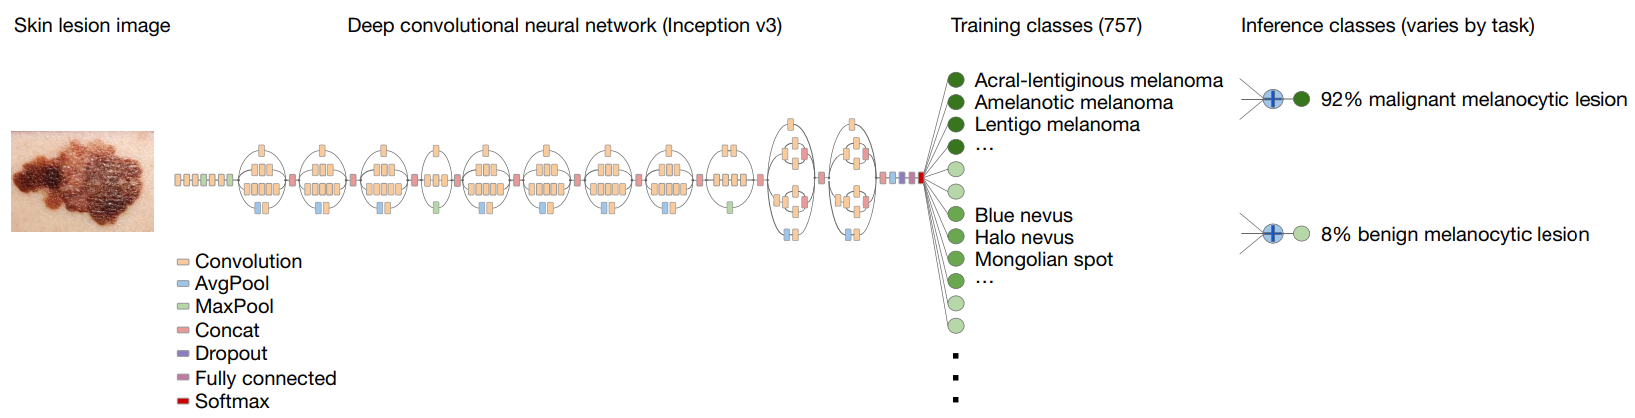 Skin lesion image
Deep convolutional neural network (Inception v3)
Training classes (757)
Inference classes (varies by task)
Acral-lentiginous melanoma
Amelanotic melanoma
Lentigo melanoma
...
Blue nevus
Halo nevus
Mongolian spot
...
92% malignant melanocytic lesion
8% benign melanocytic lesion
Convolution
AvgPool
MaxPool
Concat
Dropout
Fully connected
Softmax